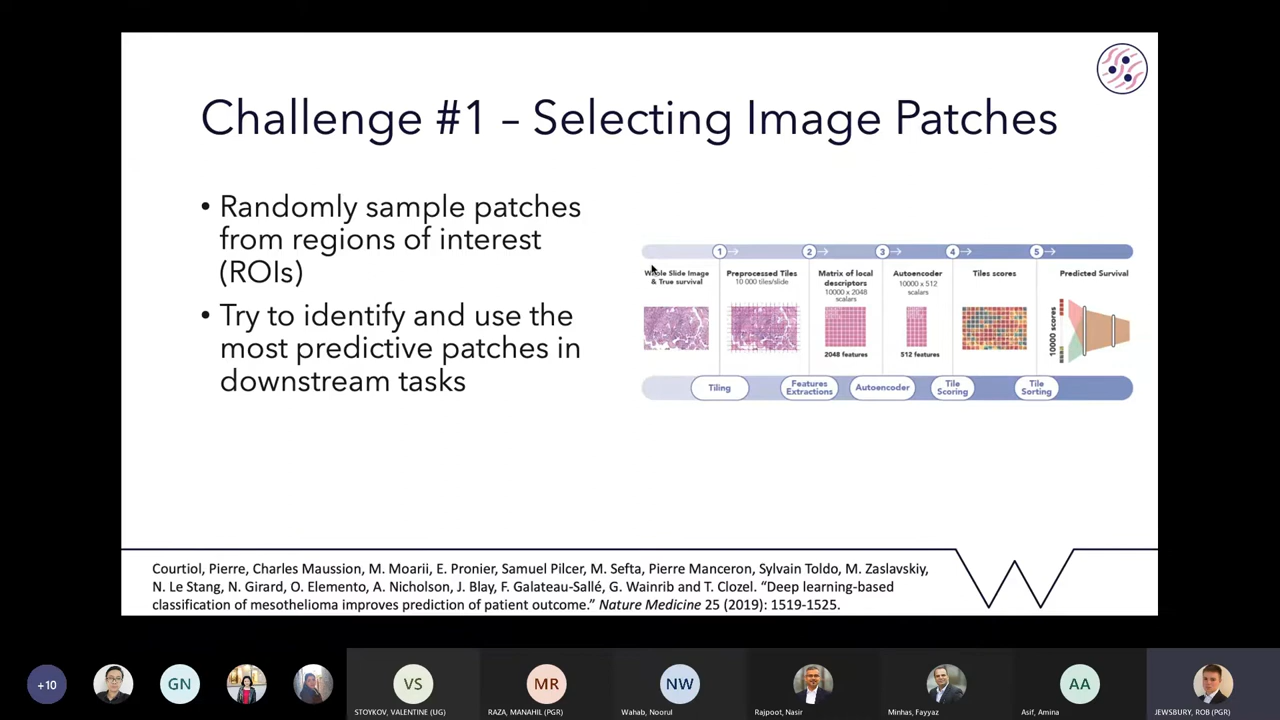 Challenge #1 – Selecting Image Patches
• Randomly sample patches
from regions of interest
(ROIs)
• Try to identify and use the
most predictive patches in
downstream tasks
1
2
3
4
5
Whole Slide Image
& True survival
Preprocessed Tiles
10 000 tiles/slide
Matrix of local
descriptors
10000 x 2048
scalars
Autoencoder
10000 x 512
scalars
Tiles scores
Predicted Survival
2048 features
512 features
10000 scores
Tiling
Features
Extractions
Autoencoder
Tile
Scoring
Tile
Sorting
Courtiol, Pierre, Charles Maussion, M. Moarii, E. Pronier, Samuel Pilcer, M. Sefta, Pierre Manceron, Sylvain Toldo, M. Zaslavskiy,
N. Le Stang, N. Girard, O. Elemento, A. Nicholson, J. Blay, F. Galateau-Sallé, G. Wainrib and T. Clozel. “Deep learning-based
classification of mesothelioma improves prediction of patient outcome.” Nature Medicine 25 (2019): 1519-1525.
+10
GN
VS
MR
NW
AA
STOYKOV, VALENTINE (UG)
RAZA, MANAHIL (PGR)
Wahab, Noorul
Rajpoot, Nasir
Minhas, Fayyaz
Asif, Amina
JEWSBURY, ROB (PGR)